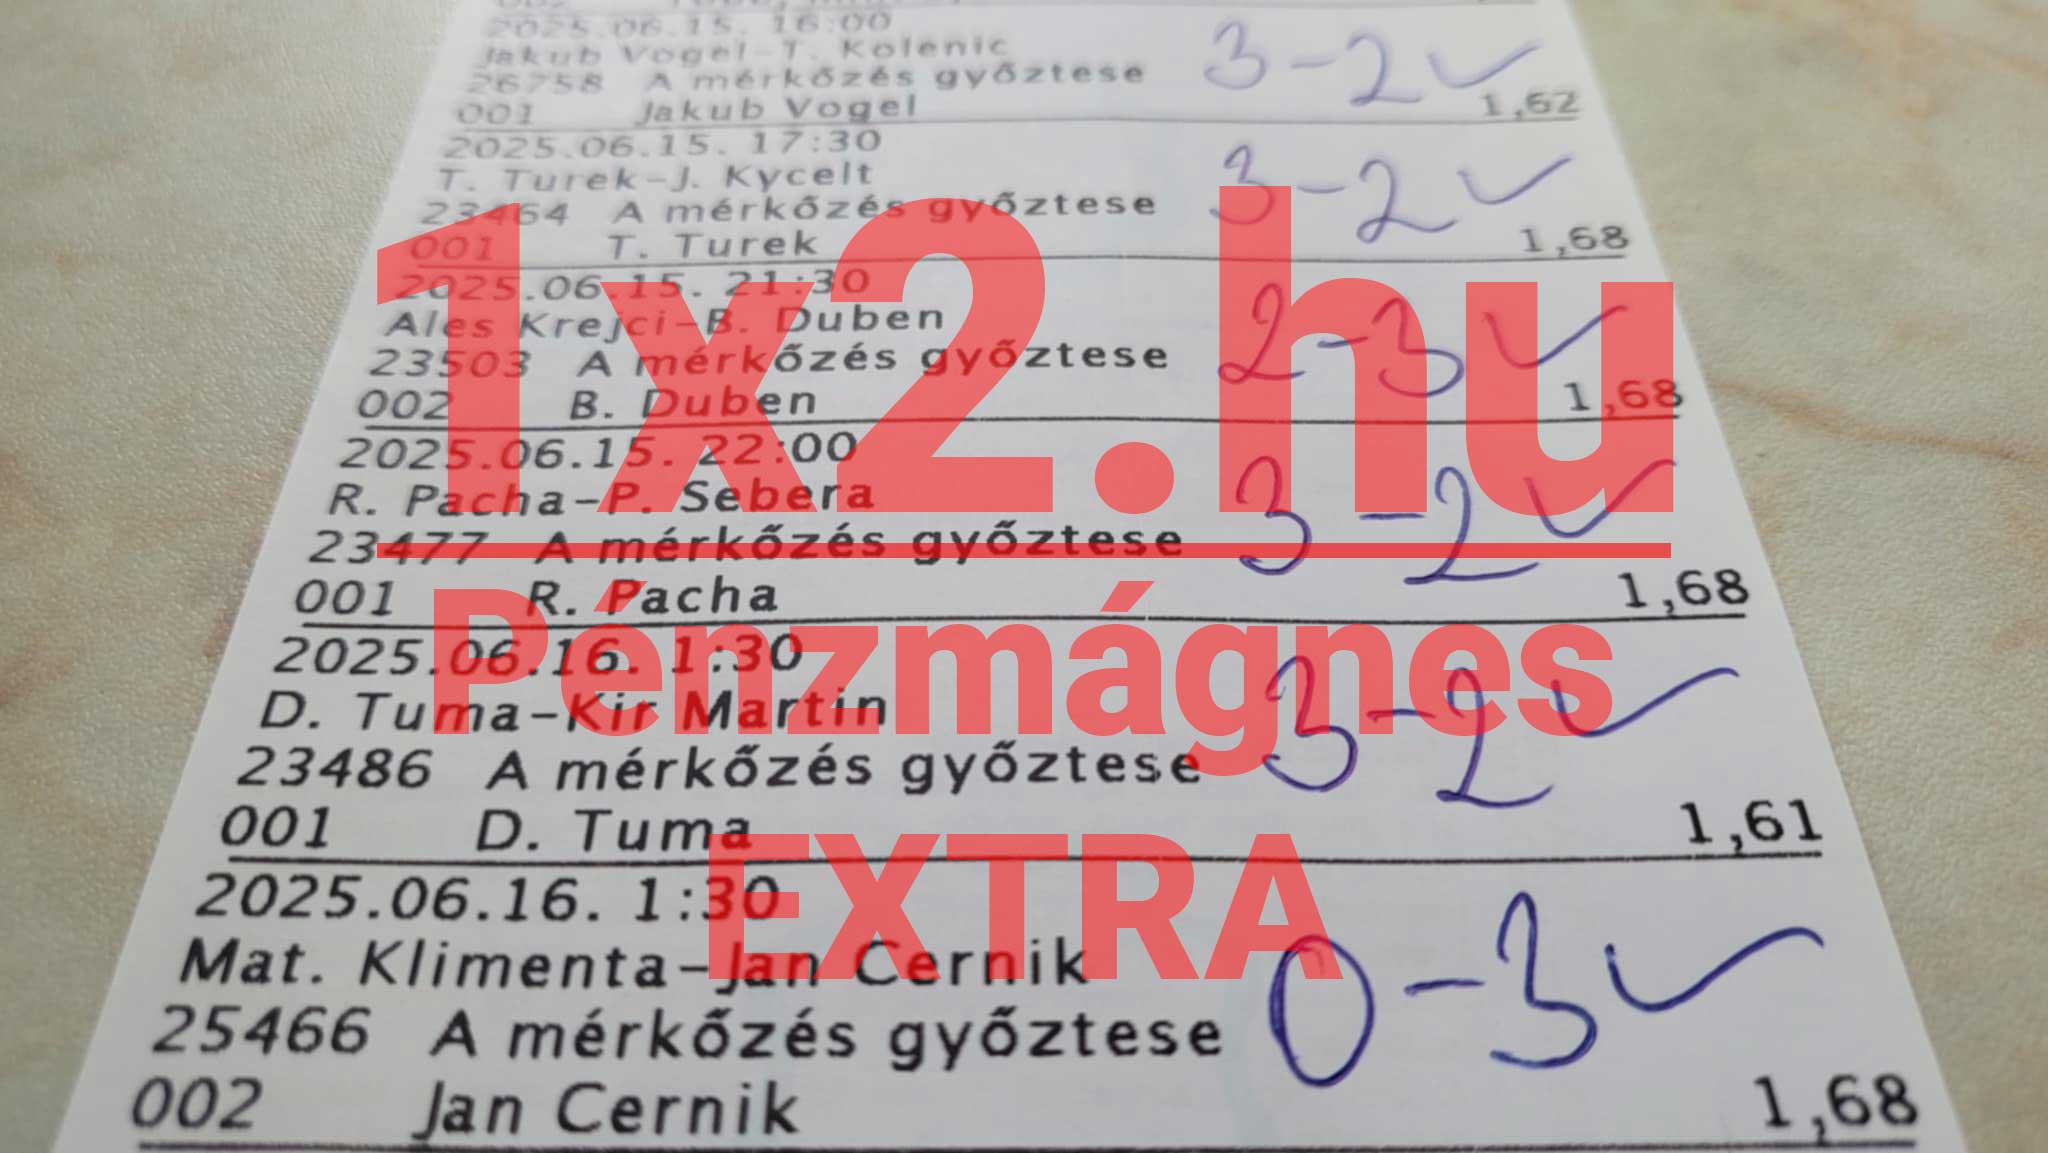 2025.06.15. 16:00
Jakub Vogel-T. Kolenic
26758 A mérkőzés győztese 3-2 ✓
001 Jakub Vogel 1,62
2025.06.15. 17:30
T. Turek-J. Kycelt
23464 A mérkőzés győztese 3-2 ✓
001 T. Turek 1,68
2025.06.15. 21:30
Ales Krejci-B. Duben
23503 A mérkőzés győztese 2-3 ✓
002 B. Duben 1,68
2025.06.15. 22:00
R. Pacha-P. Sebera
23477 A mérkőzés győztese 3-2 ✓
001 R. Pacha 1,68
2025.06.16. 1:30
D. Tuma-Kir Martin
23486 A mérkőzés győztese 3-2 ✓
001 D. Tuma 1,61
2025.06.16. 1:30
Mat. Klimenta-Jan Cernik
25466 A mérkőzés győztese 0-3 ✓
002 Jan Cernik 1,68
1x2.hu
Pénzmágnes
EXTRA